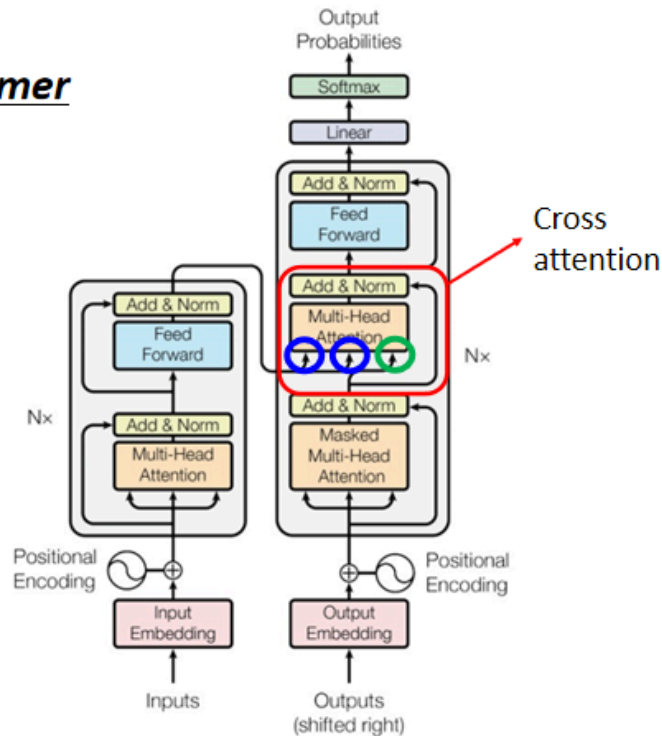 mer
Output
Probabilities
Softmax
Linear
Add & Norm
Feed
Forward
Cross
attention
Add & Norm
Multi-Head
Attention
Nx
Add & Norm
Masked
Multi-Head
Attention
Add & Norm
Feed
Forward
Nx
Add & Norm
Multi-Head
Attention
Positional
Encoding
Positional
Encoding
Input
Embedding
Output
Embedding
Inputs
Outputs
(shifted right)